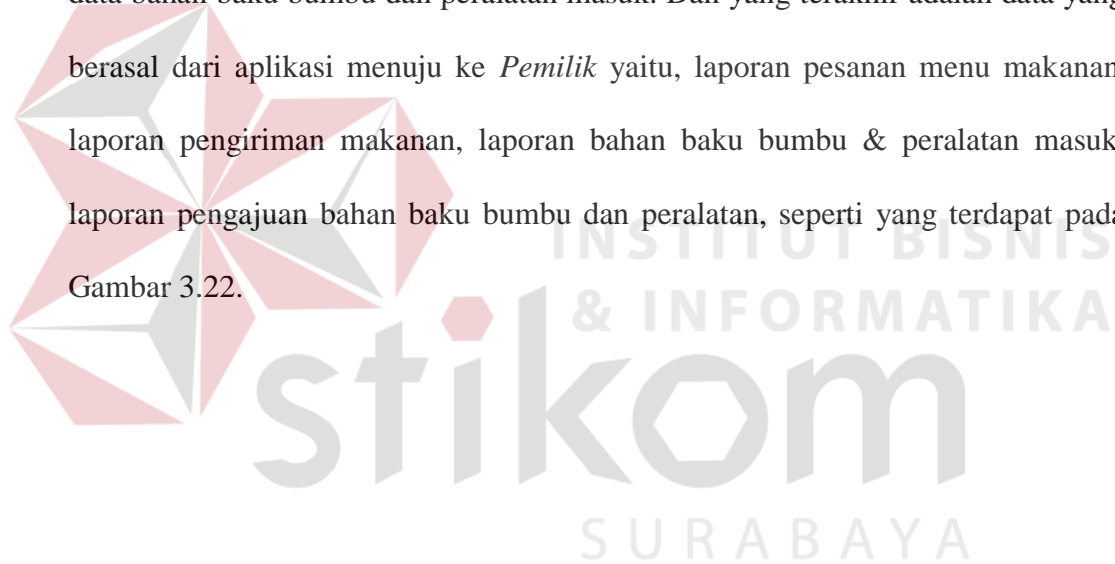 data bahan baku bumbu dan peralatan masuk. Dan yang terakhir adalah data yang
berasal dari aplikasi menuju ke Pemilik yaitu, laporan pesanan menu makanan
laporan pengiriman makanan, laporan bahan baku bumbu & peralatan masuk
laporan pengajuan bahan baku bumbu dan peralatan, seperti yang terdapat pada
Gambar 3.22.
INSTITUT BISNIS
& INFORMATIKA
stikom
SURABAYA